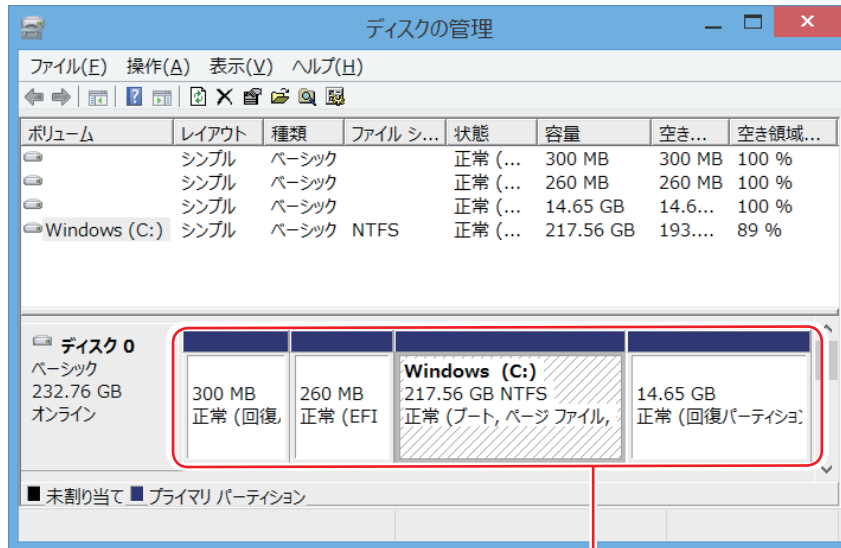 ディスクの管理
ファイル(F) 操作(A) 表示(V) ヘルプ(H)
ボリューム レイアウト 種類 ファイル シ... 状態 容量 空き... 空き領域...
シンプル ベーシック 正常 (... 300 MB 300 MB 100 %
シンプル ベーシック 正常 (... 260 MB 260 MB 100 %
シンプル ベーシック 正常 (... 14.65 GB 14.6... 100 %
Windows (C:) シンプル ベーシック NTFS 正常 (... 217.56 GB 193.... 89 %
ディスク 0
ベーシック
232.76 GB
オンライン
300 MB
正常 (回復
260 MB
正常 (EFI
Windows (C:)
217.56 GB NTFS
正常 (ブート, ページ ファイル,
14.65 GB
正常 (回復パーティション
未割り当て プライマリ パーティション